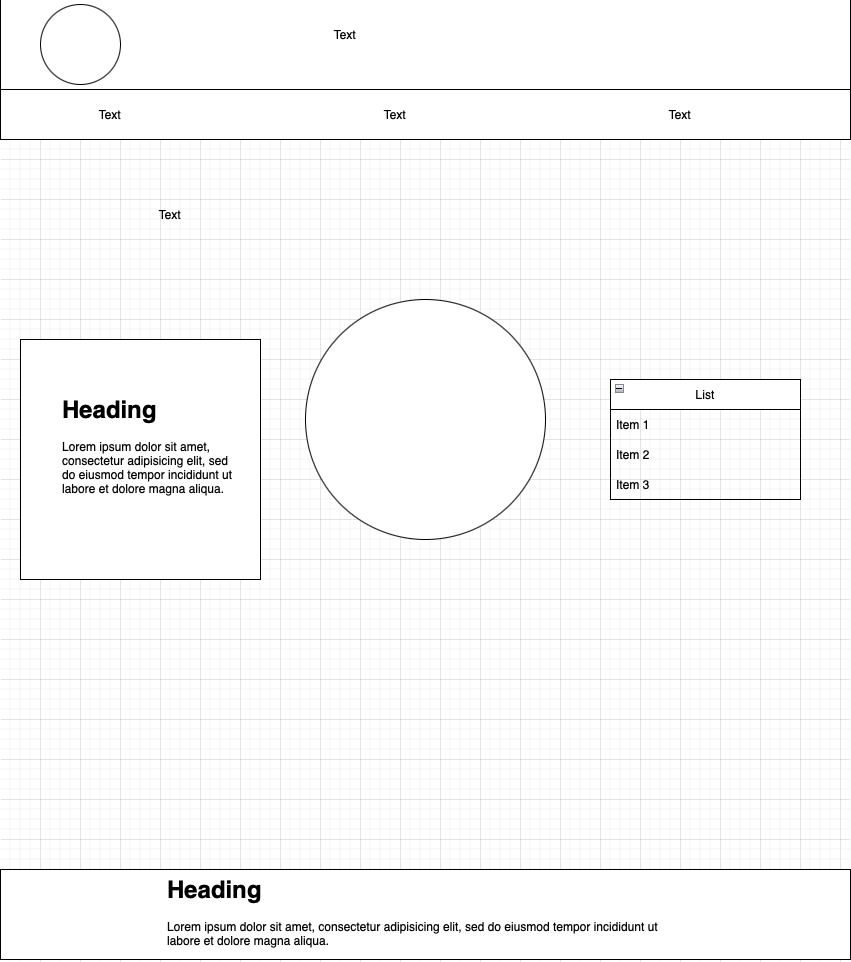 Text
Text
Text
Text
Text
Heading
Lorem ipsum dolor sit amet,
consectetur adipisicing elit, sed
do eiusmod tempor incididunt ut
labore et dolore magna aliqua.
List
Item 1
Item 2
Item 3
Heading
Lorem ipsum dolor sit amet, consectetur adipisicing elit, sed do eiusmod tempor incididunt ut
labore et dolore magna aliqua.